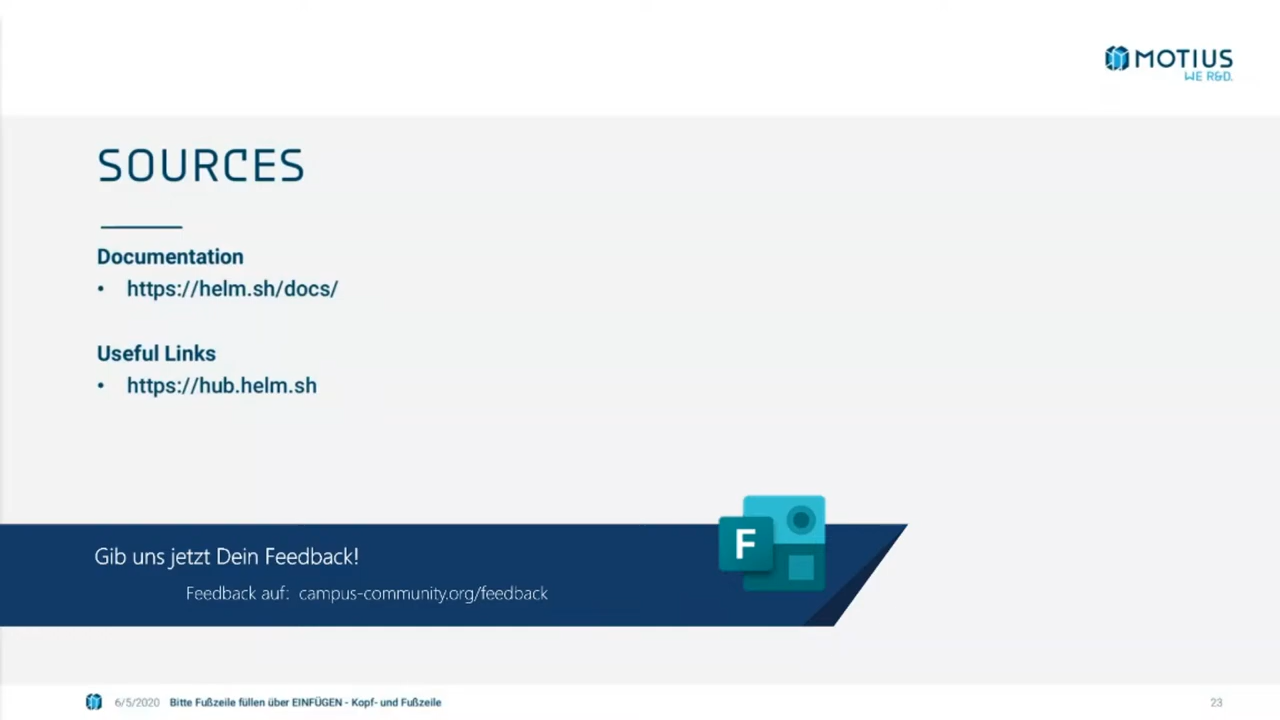 MOTIUS
WE R&D.
SOURCES
Documentation
• https://helm.sh/docs/
Useful Links
• https://hub.helm.sh
F
Gib uns jetzt Dein Feedback!
Feedback auf: campus-community.org/feedback
6/5/2020 Bitte Fußzeile füllen über EINFÜGEN - Kopf- und Fußzeile 23